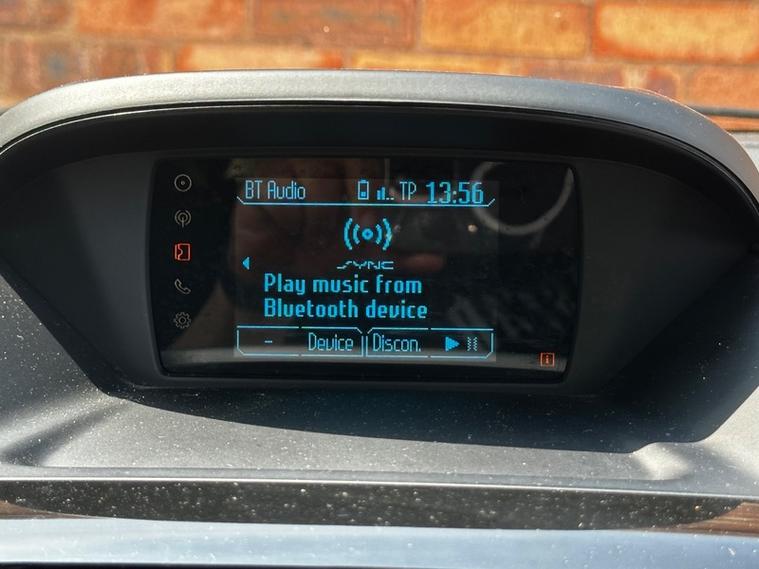 BT Audio TP 13:56
SYNC
Play music from
Bluetooth device
- Device Discon.
i